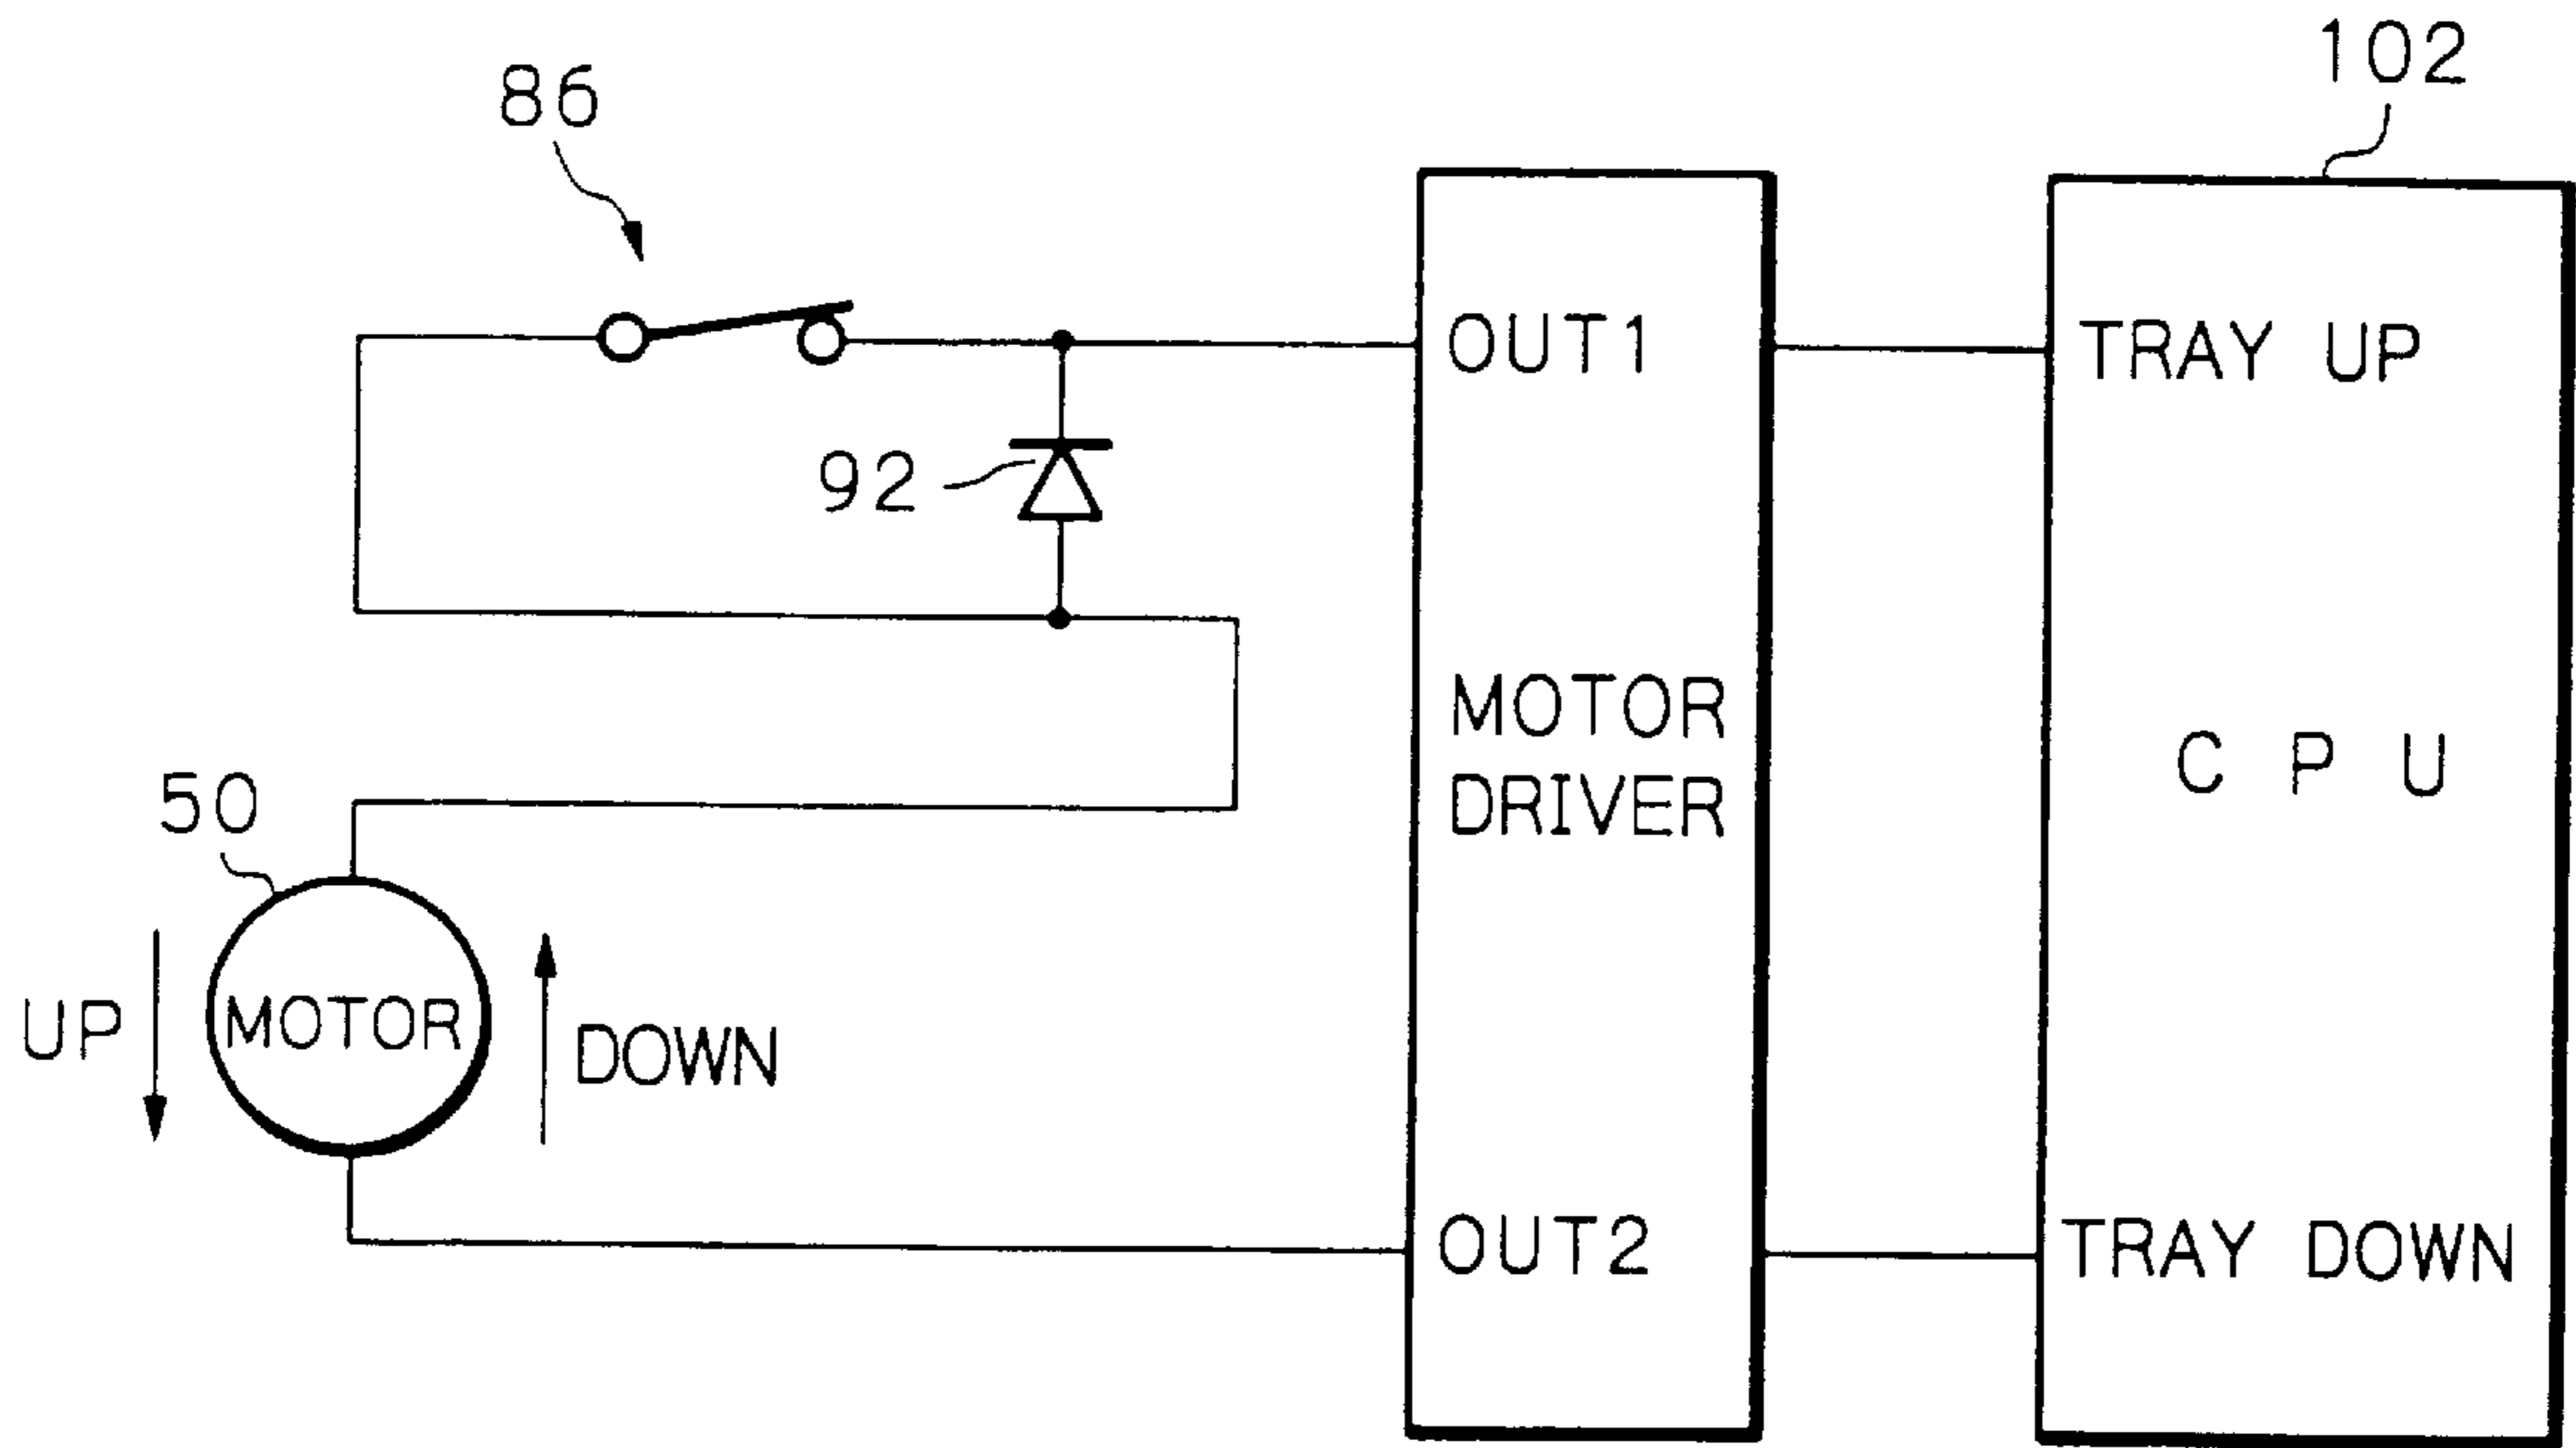 102
86
OUT1
TRAY UP
92
MOTOR
DRIVER
C P U
50
UP
MOTOR
DOWN
OUT2
TRAY DOWN